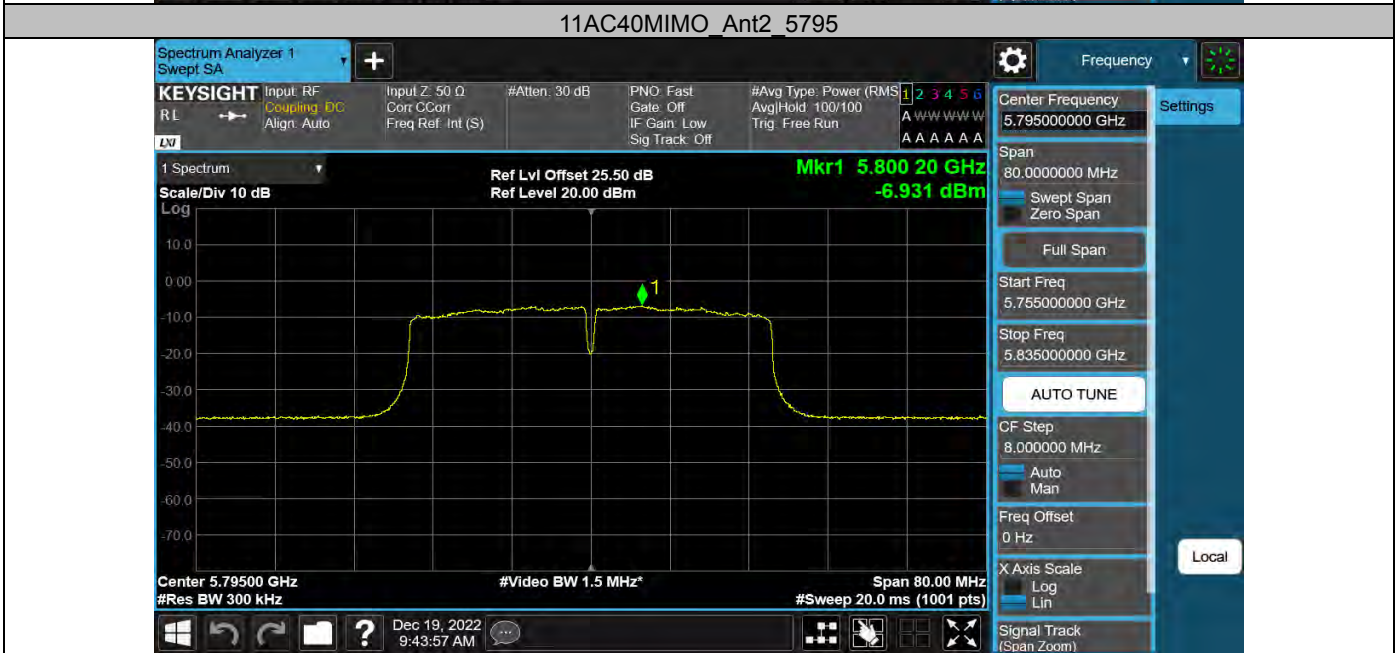 11AC40MIMO_Ant2_5795
Spectrum Analyzer 1
Swept SA
Frequency
KEYSIGHT
RL
LXI
Input: RF
Coupling: DC
Align: Auto
Input Z: 50 Ω
Corr CCorr
Freq Ref: Int (S)
#Atten: 30 dB
PNO: Fast
Gate: Off
IF Gain: Low
Sig Track: Off
#Avg Type: Power (RMS
Avg|Hold: 100/100
Trig: Free Run
1 2 3 4 5 6
A W W W W W
A A A A A A
Center Frequency
5.795000000 GHz
Settings
Span
80.0000000 MHz
Swept Span
Zero Span
Full Span
Start Freq
5.755000000 GHz
Stop Freq
5.835000000 GHz
AUTO TUNE
CF Step
8.000000 MHz
Auto
Man
Freq Offset
0 Hz
X Axis Scale
Log
Lin
Signal Track
(Span Zoom)
Local
1 Spectrum
Scale/Div 10 dB
Log
Ref Lvl Offset 25.50 dB
Ref Level 20.00 dBm
Mkr1 5.800 20 GHz
-6.931 dBm
10.0
0.00
-10.0
-20.0
-30.0
-40.0
-50.0
-60.0
-70.0
1
Center 5.79500 GHz
#Res BW 300 kHz
#Video BW 1.5 MHz*
Span 80.00 MHz
#Sweep 20.0 ms (1001 pts)
Dec 19, 2022
9:43:57 AM